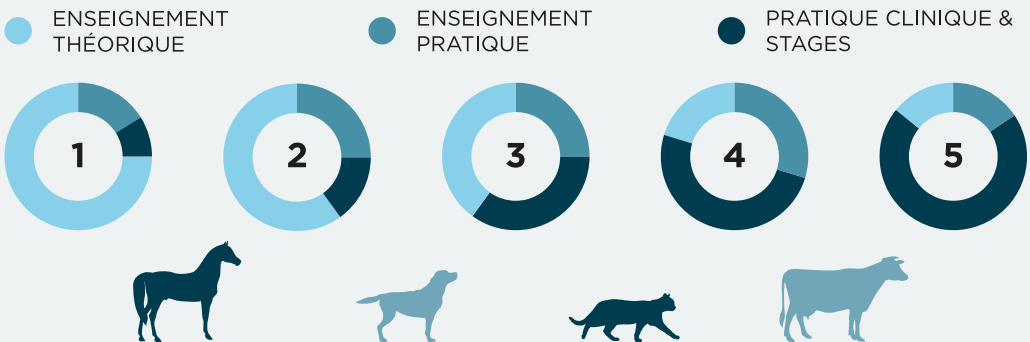 ENSEIGNEMENT
THÉORIQUE
ENSEIGNEMENT
PRATIQUE
PRATIQUE CLINIQUE &
STAGES
1
2
3
4
5